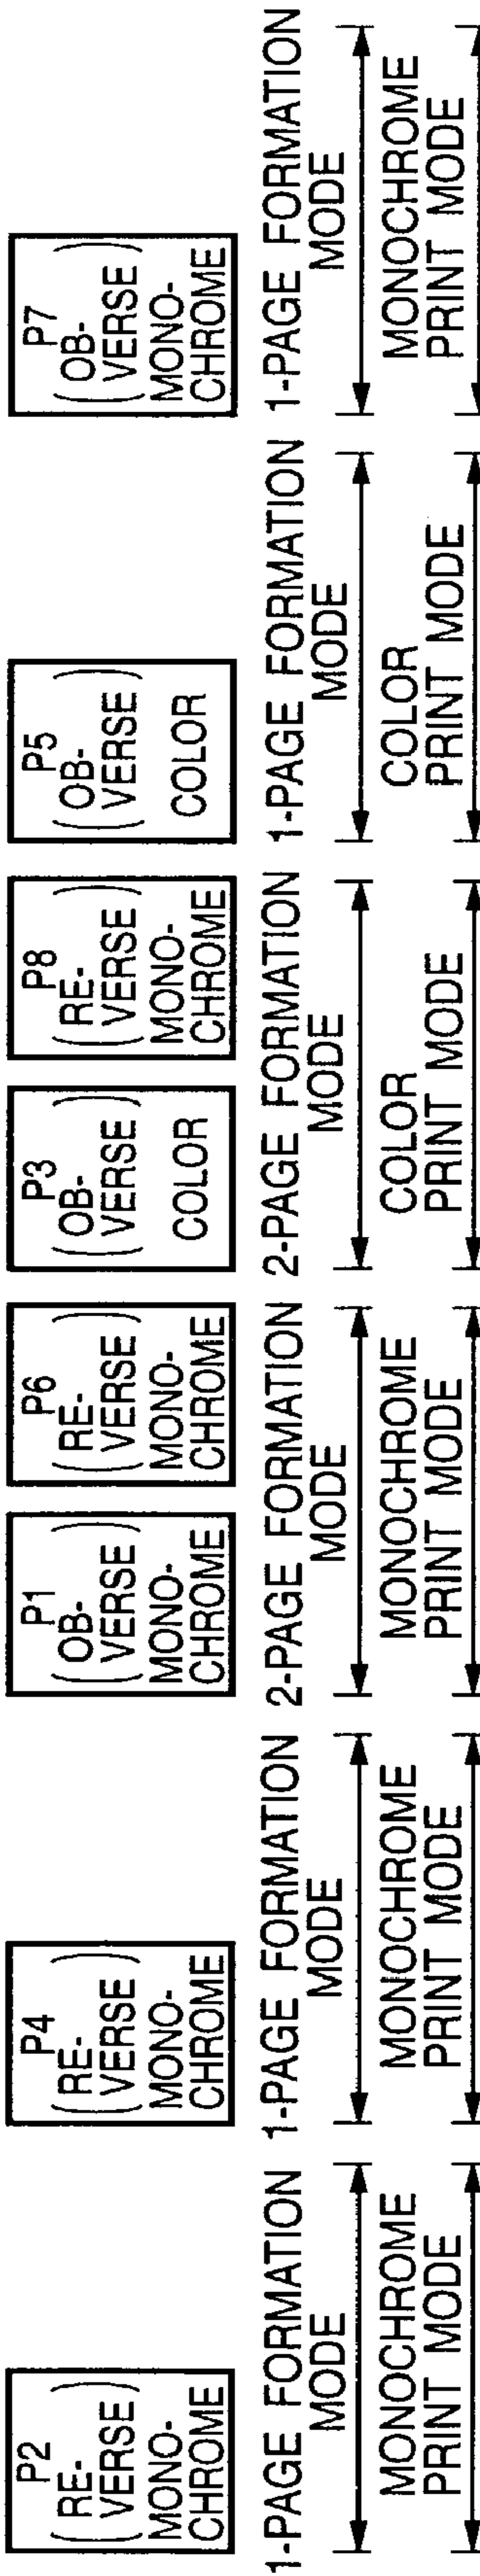 P2
(RE-
VERSE)
MONO-
CHROME
1-PAGE FORMATION
MODE
MONOCHROME
PRINT MODE
P4
(RE-
VERSE)
MONO-
CHROME
1-PAGE FORMATION
MODE
MONOCHROME
PRINT MODE
P1
(OB-
VERSE)
MONO-
CHROME
P6
(RE-
VERSE)
MONO-
CHROME
2-PAGE FORMATION
MODE
MONOCHROME
PRINT MODE
P3
(OB-
VERSE)
COLOR
P8
(RE-
VERSE)
MONO-
CHROME
2-PAGE FORMATION
MODE
COLOR
PRINT MODE
P5
(OB-
VERSE)
COLOR
1-PAGE FORMATION
MODE
COLOR
PRINT MODE
P7
(OB-
VERSE)
MONO-
CHROME
1-PAGE FORMATION
MODE
MONOCHROME
PRINT MODE